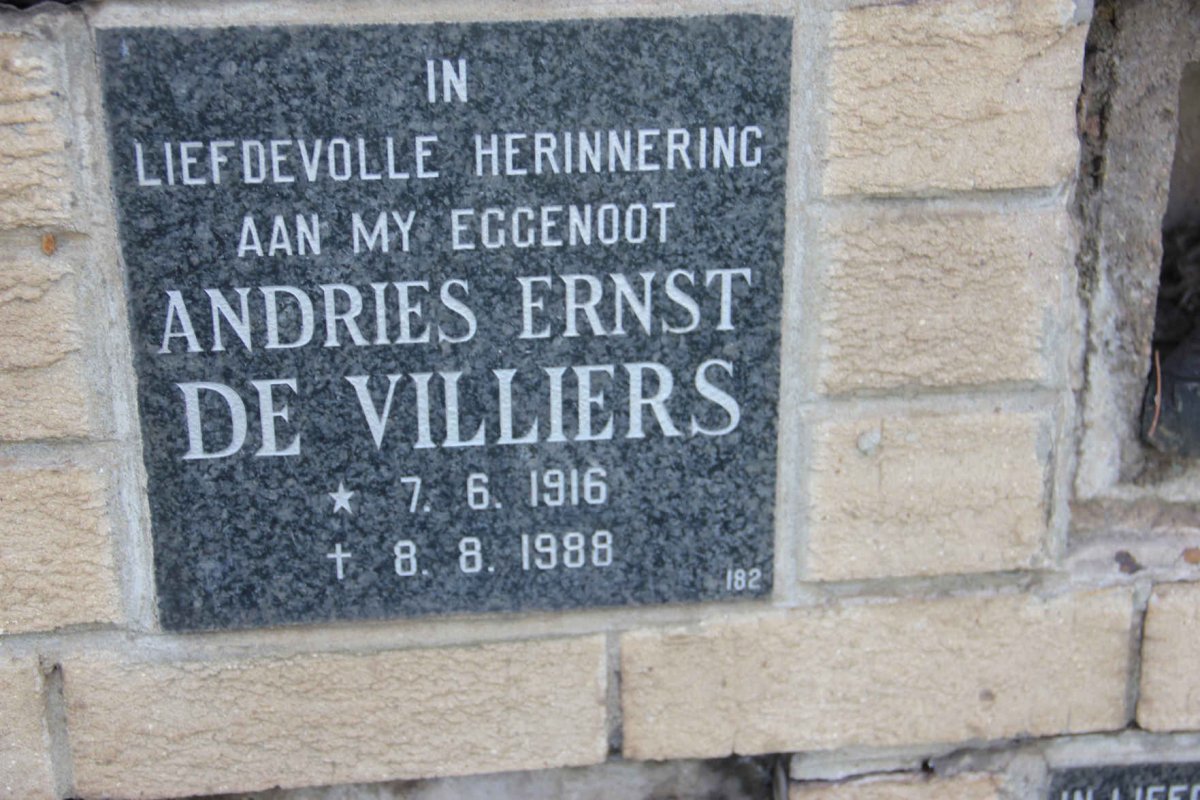 IN
LIEFDEVOLLE HERINNERING
AAN MY EGGENOOT
ANDRIES ERNST
DE VILLIERS
★ 7. 6. 1916
† 8. 8. 1988
182